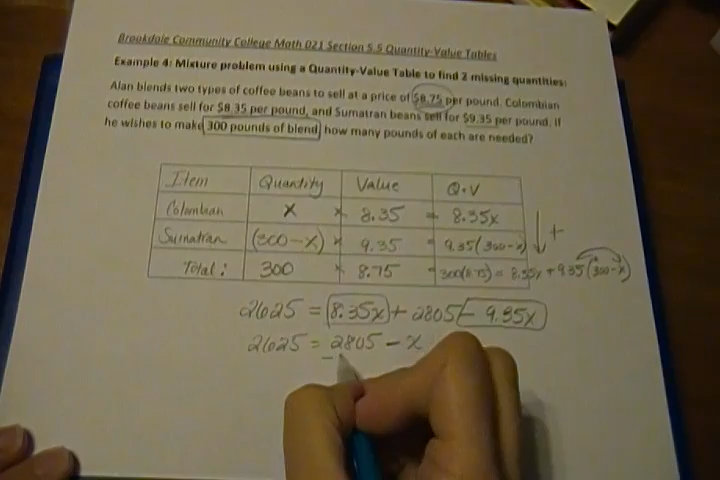 Brookdale Community College Math 021 Section 5.5 Quantity-Value Tables
Example 4: Mixture problem using a Quantity-Value Table to find 2 missing quantities:
Alan blends two types of coffee beans to sell at a price of $8.75 per pound. Colombian
coffee beans sell for $8.35 per pound, and Sumatran beans sell for $9.35 per pound. If
he wishes to make 300 pounds of blend, how many pounds of each are needed?
Item Quantity Value Q.V
Colombian x × 8.35 = 8.35x
Sumatran (300-x) × 9.35 = 9.35(300-x) +
Total: 300 × 8.75 = 300(8.75) = 8.35x + 9.35(300-x)
2625 = 8.35x + 2805 - 9.35x
2625 = 2805 - x
-